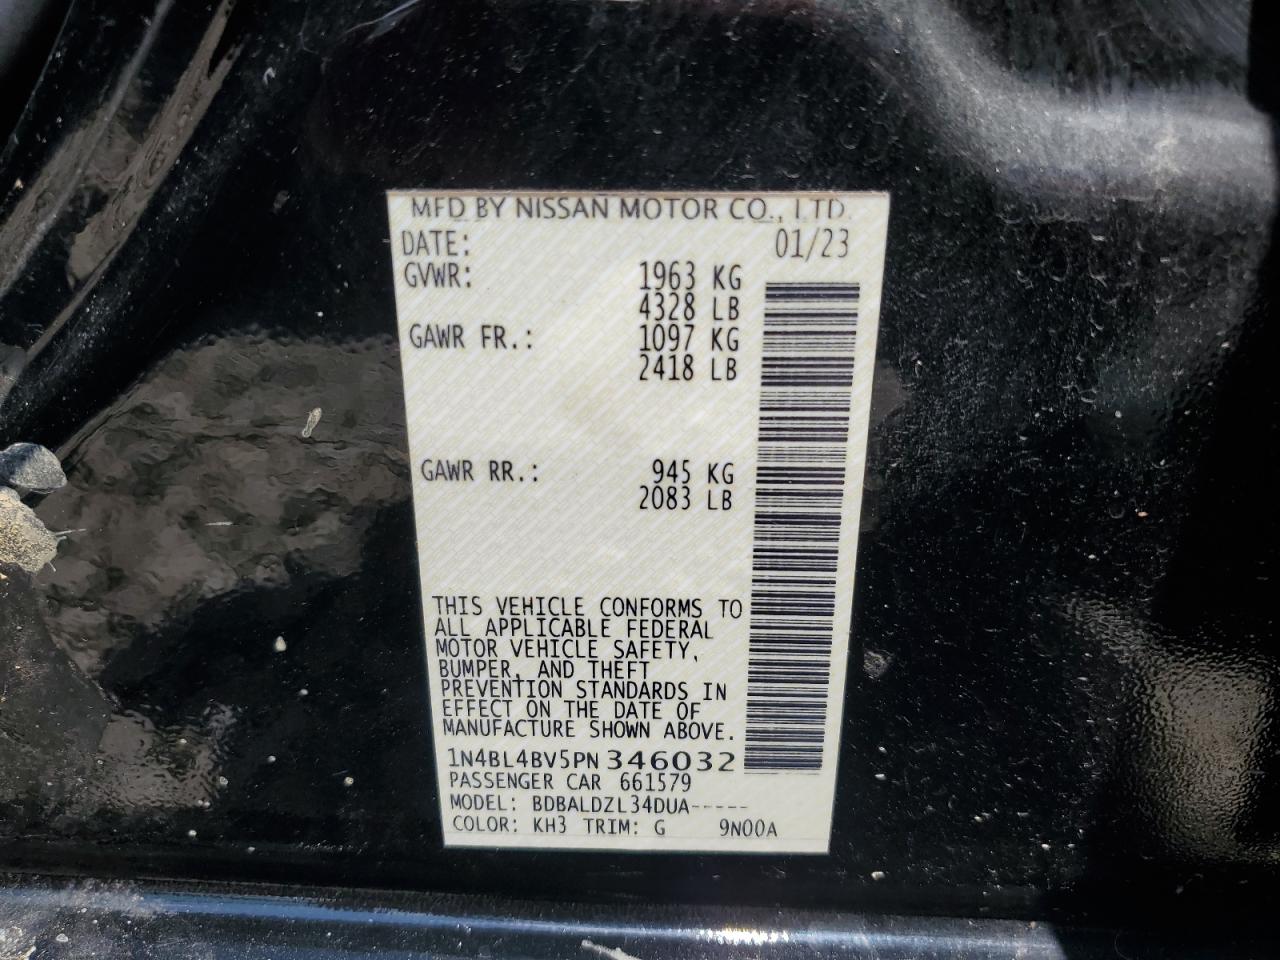 MFD BY NISSAN MOTOR CO., LTD.
DATE: 01/23
GVWR: 1963 KG
4328 LB
GAWR FR.: 1097 KG
2418 LB
GAWR RR.: 945 KG
2083 LB
THIS VEHICLE CONFORMS TO
ALL APPLICABLE FEDERAL
MOTOR VEHICLE SAFETY,
BUMPER, AND THEFT
PREVENTION STANDARDS IN
EFFECT ON THE DATE OF
MANUFACTURE SHOWN ABOVE.
1N4BL4BV5PN346032
PASSENGER CAR 661579
MODEL: BDBALDZL34DUA-----
COLOR: KH3 TRIM: G 9N00A